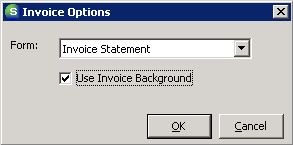 S Invoice Options
Form: Invoice Statement
Use Invoice Background
OK Cancel